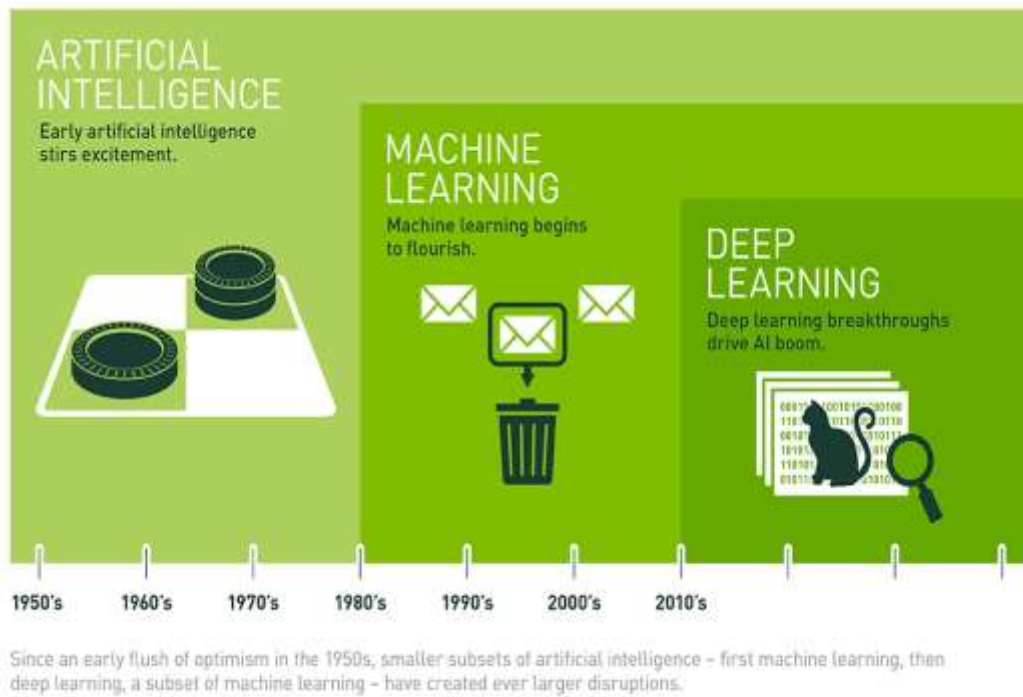 ARTIFICIAL
INTELLIGENCE
Early artificial intelligence
stirs excitement.
MACHINE
LEARNING
Machine learning begins
to flourish.
DEEP
LEARNING
Deep learning breakthroughs
drive AI boom.
1950's 1960's 1970's 1980's 1990's 2000's 2010's
Since an early flush of optimism in the 1950s, smaller subsets of artificial intelligence – first machine learning, then
deep learning, a subset of machine learning – have created ever larger disruptions.